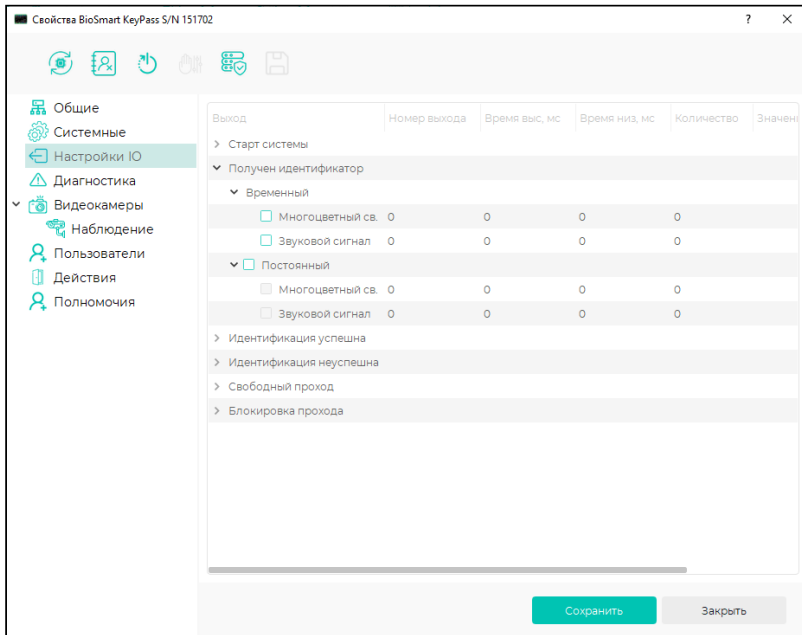 Свойства BioSmart KeyPass S/N 151702
?
Общие
Системные
Настройки IO
Диагностика
Видеокамеры
Наблюдение
Пользователи
Действия
Полномочия
Выход Номер выхода Время выс, мс Время низ, мс Количество Значени
Старт системы
Получен идентификатор
Временный
Многоцветный св. 0 0 0 0
Звуковой сигнал 0 0 0 0
Постоянный
Многоцветный св. 0 0 0 0
Звуковой сигнал 0 0 0 0
Идентификация успешна
Идентификация неуспешна
Свободный проход
Блокировка прохода
Сохранить Закрыть